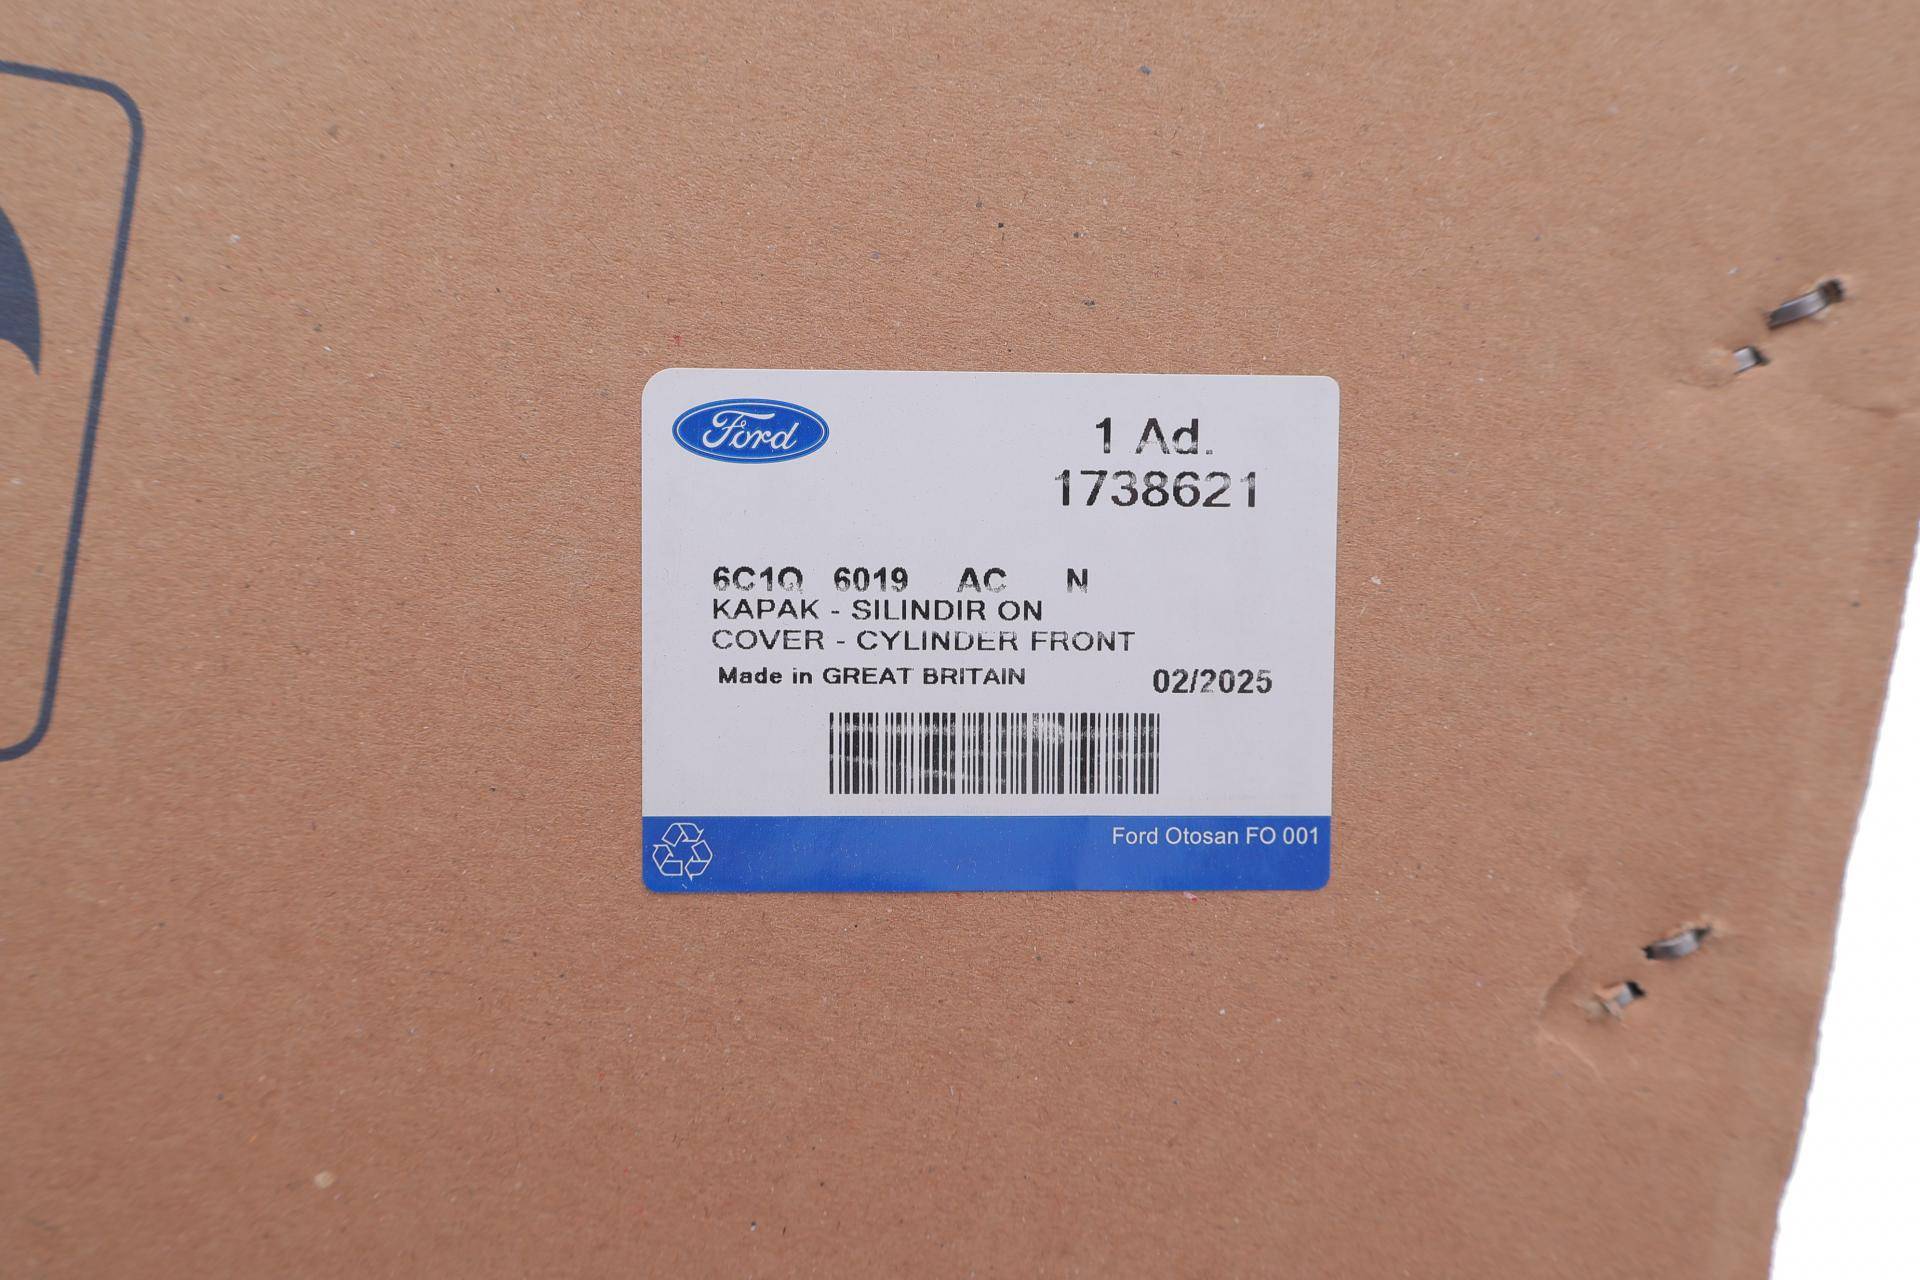 Ford
1 Ad.
1738621
6C1Q 6019 AC N
KAPAK - SILINDIR ON
COVER - CYLINDER FRONT
Made in GREAT BRITAIN 02/2025
Ford Otosan FO 001